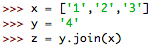 >>> x = ['1','2','3']
>>> y = '4'
>>> z = y.join(x)